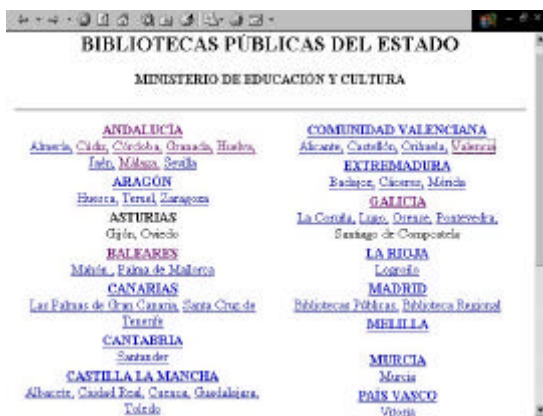 BIBLIOTECAS PÚBLICAS DEL ESTADO
MINISTERIO DE EDUCACIÓN Y CULTURA
ANDALUCÍA
Almería, Cádiz, Córdoba, Granada, Huelva,
Jaén, Málaga, Sevilla
ARAGÓN
Huesca, Teruel, Zaragoza
ASTURIAS
Gijón, Oviedo
BALEARES
Mahón, Palma de Mallorca
CANARIAS
Las Palmas de Gran Canaria, Santa Cruz de
Tenerife
CANTABRIA
Santander
CASTILLA LA MANCHA
Albacete, Ciudad Real, Cuenca, Guadalajara,
Toledo
COMUNIDAD VALENCIANA
Alicante, Castellón, Orihuela, Valencia
EXTREMADURA
Badajoz, Cáceres, Mérida
GALICIA
La Coruña, Lugo, Orense, Pontevedra,
Santiago de Compostela
LA RIOJA
Logroño
MADRID
Bibliotecas Públicas, Biblioteca Regional
MELILLA
MURCIA
Murcia
PAÍS VASCO
Vitoria